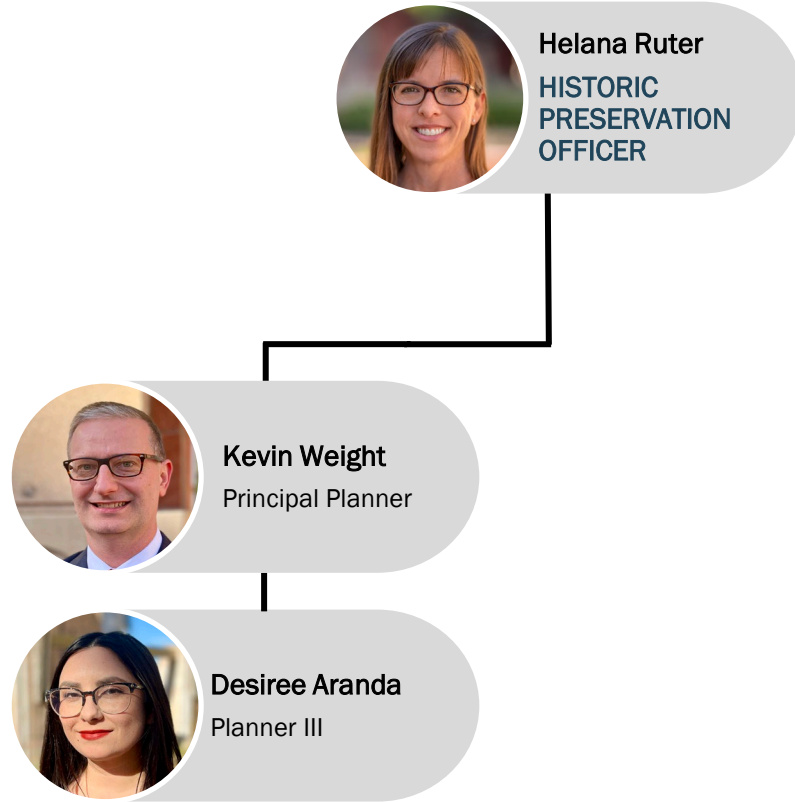 Helana Ruter
HISTORIC
PRESERVATION
OFFICER
Kevin Weight
Principal Planner
Desiree Aranda
Planner III